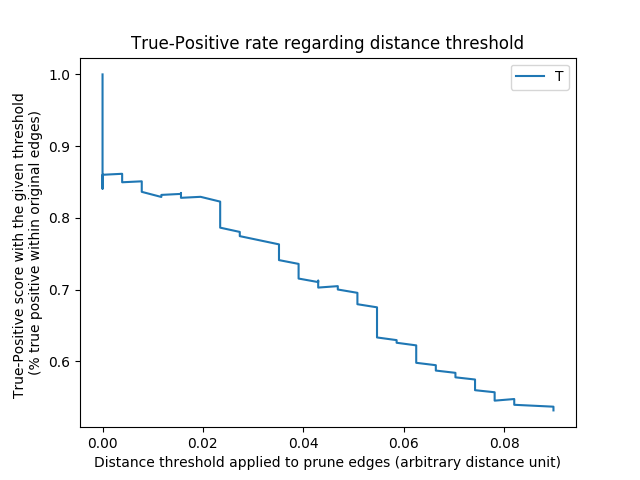 True-Positive rate regarding distance threshold
T
1.0
0.9
0.8
0.7
0.6
True-Positive score with the given threshold
(% true positive within original edges)
0.00 0.02 0.04 0.06 0.08
Distance threshold applied to prune edges (arbitrary distance unit)